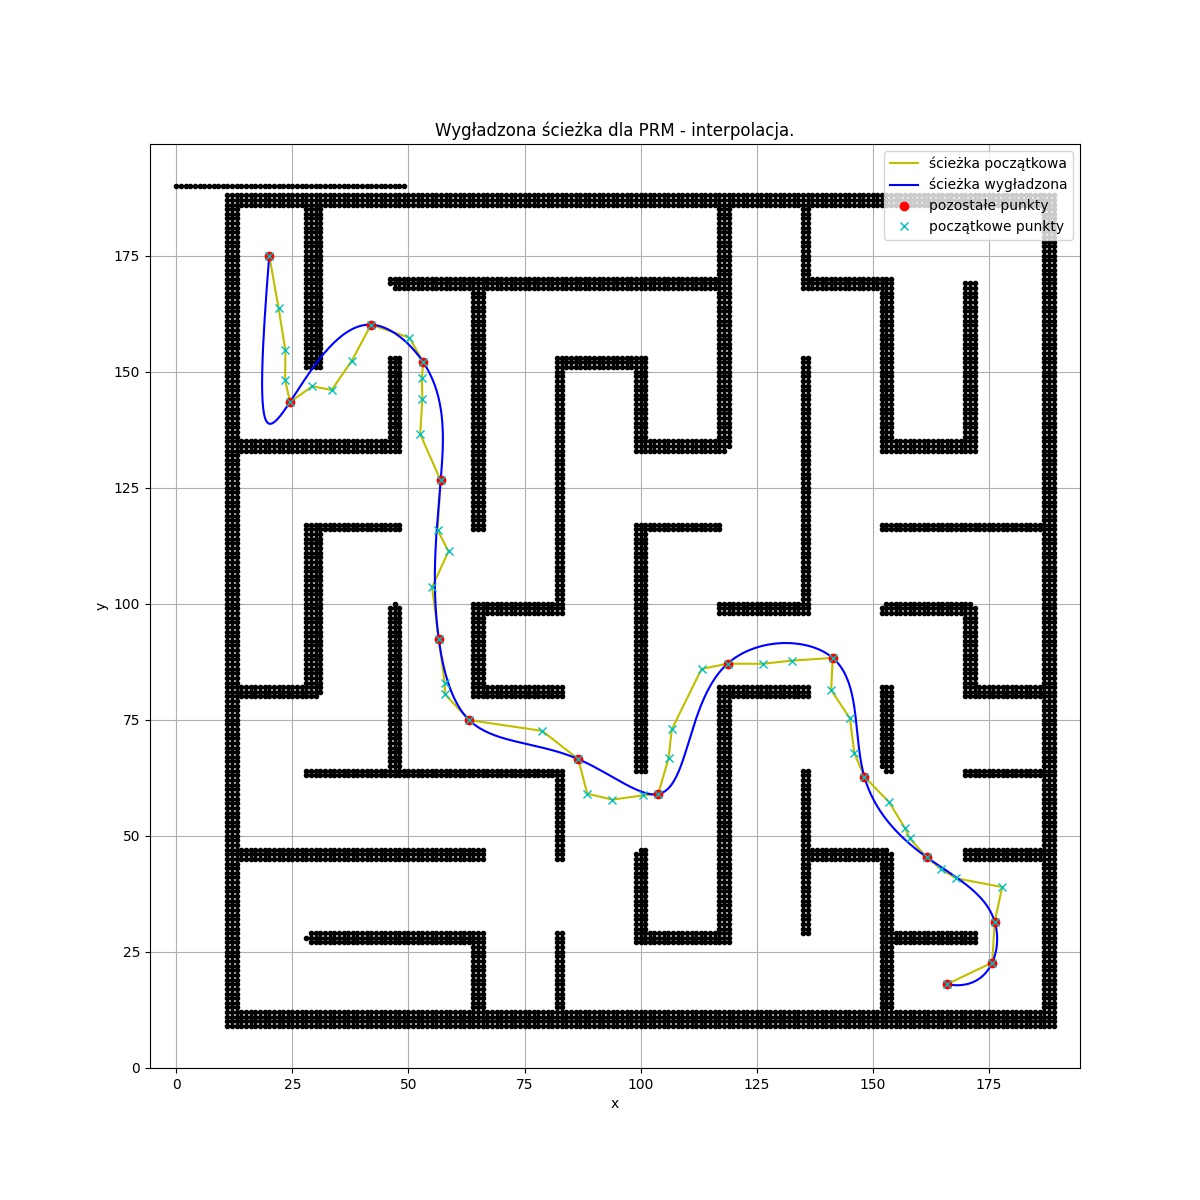 Wygładzona ścieżka dla PRM - interpolacja.
ścieżka początkowa
ścieżka wygładzona
pozostałe punkty
początkowe punkty
175
150
125
100
75
50
25
0
y
0 25 50 75 100 125 150 175
x